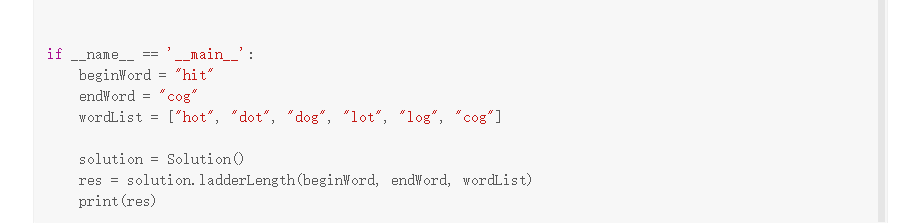 if __name__ == '__main__':
    beginWord = "hit"
    endWord = "cog"
    wordList = ["hot", "dot", "dog", "lot", "log", "cog"]

    solution = Solution()
    res = solution.ladderLength(beginWord, endWord, wordList)
    print(res)